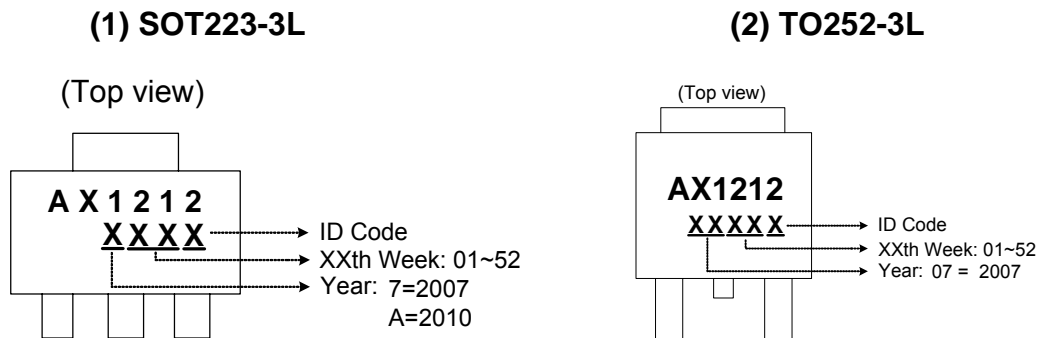 (1) SOT223-3L
(Top view)
A X 1 2 1 2
X X X X
ID Code
XXth Week: 01~52
Year: 7=2007
A=2010
(2) TO252-3L
(Top view)
AX1212
X X X X X
ID Code
XXth Week: 01~52
Year: 07 = 2007